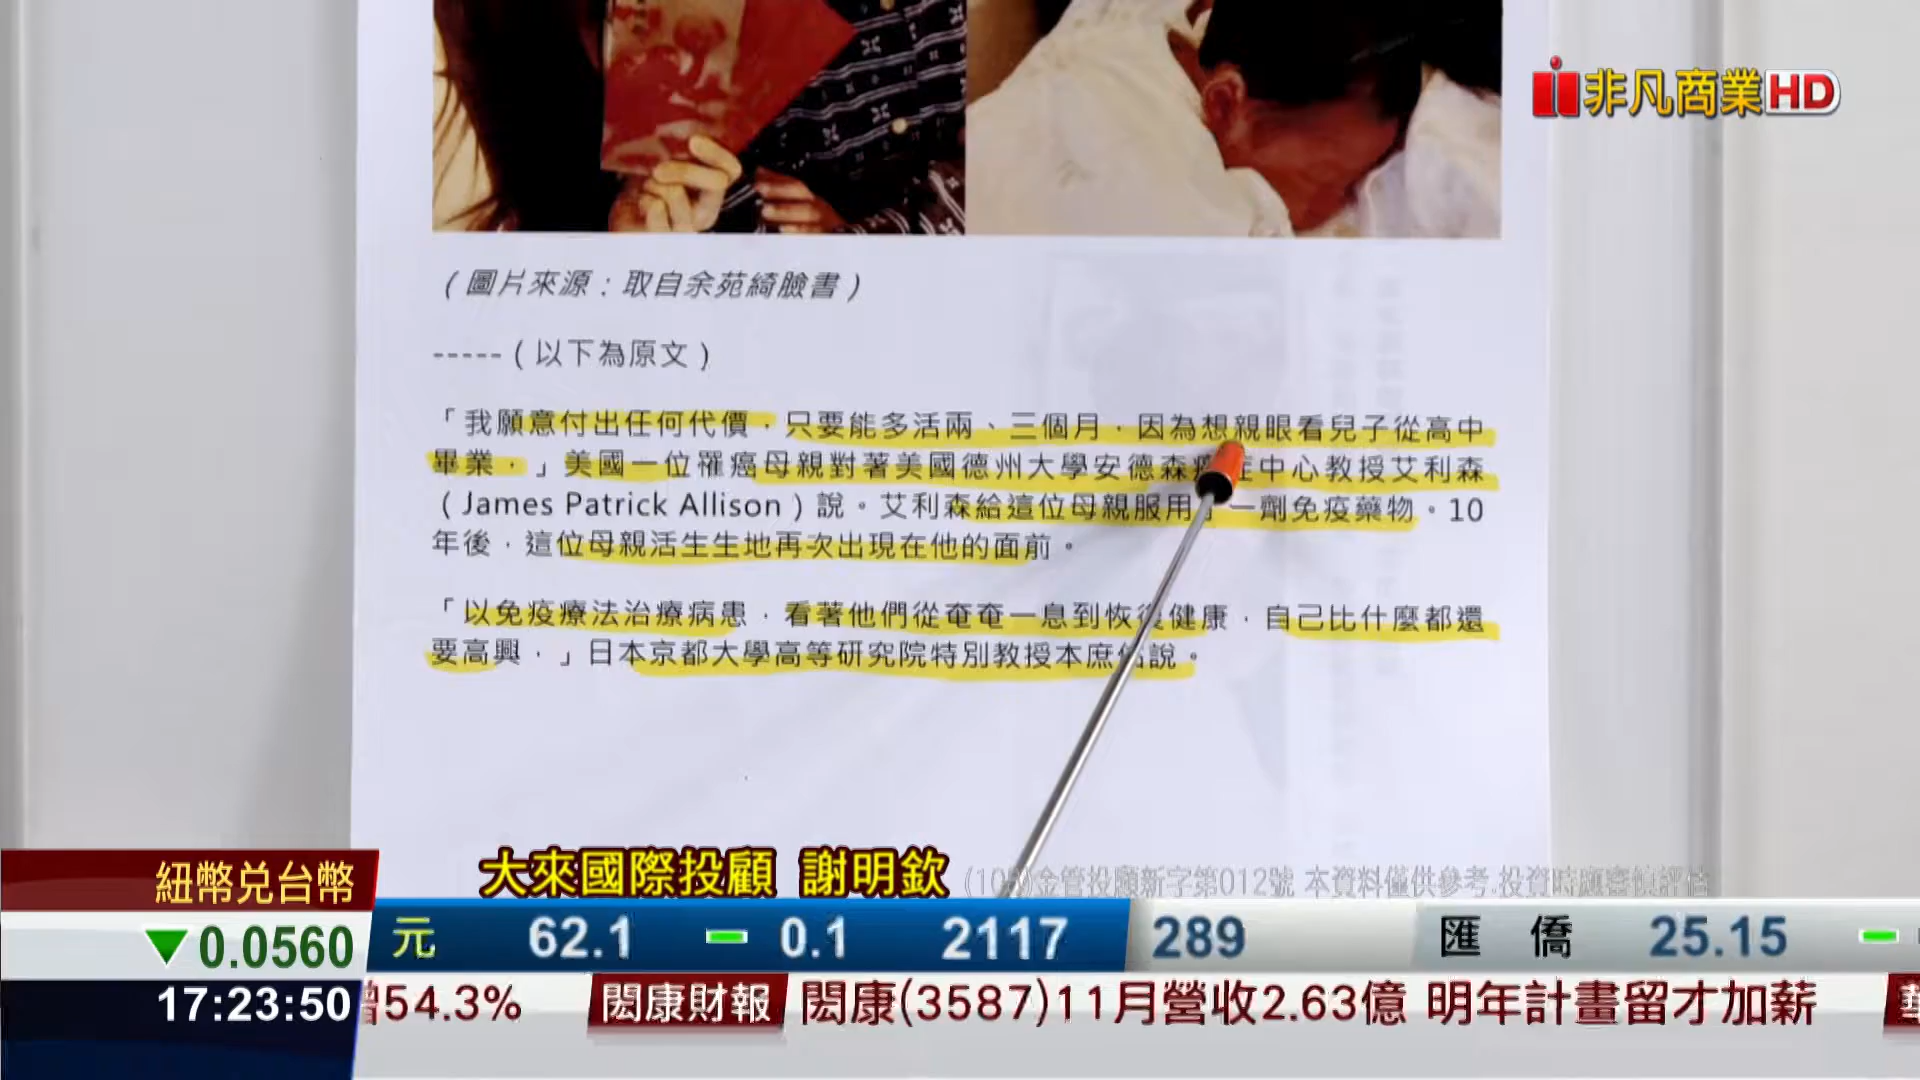 非凡商業HD
（圖片來源：取自余苑綺臉書）
-----（以下為原文）
「我願意付出任何代價，只要能多活兩、三個月，因為想親眼看兒子從高中
畢業，」美國一位罹癌母親對著美國德州大學安德森 症中心教授艾利森
（James Patrick Allison）說。艾利森給這位母親服用了一劑免疫藥物。10
年後，這位母親活生生地再次出現在他的面前。
「以免疫療法治療病患，看著他們從奄奄一息到恢復健康，自己比什麼都還
要高興，」日本京都大學高等研究院特別教授本庶佑說。
大來國際投顧 謝明欽
金管投顧新字第012號 本資料僅供參考,投資時應審慎評估
紐幣兑台幣
▼0.0560
元 62.1 0.1 2117 289 匯僑 25.15
17:23:50
增54.3% 閎康財報 閎康(3587)11月營收2.63億 明年計畫留才加薪